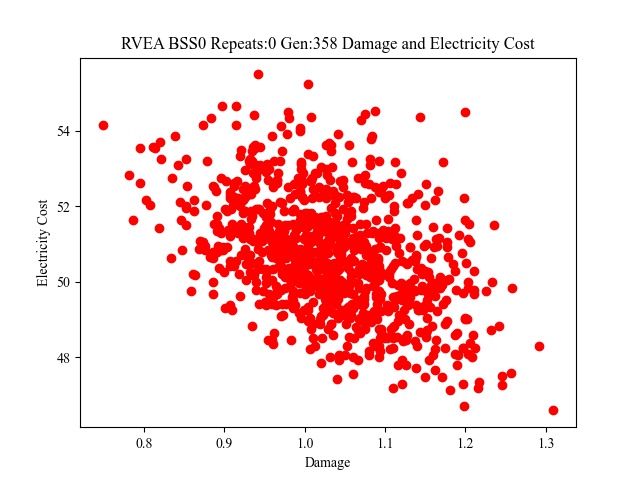 RVEA BSS0 Repeats:0 Gen:358 Damage and Electricity Cost
54
52
50
48
Electricity Cost
0.8 0.9 1.0 1.1 1.2 1.3
Damage